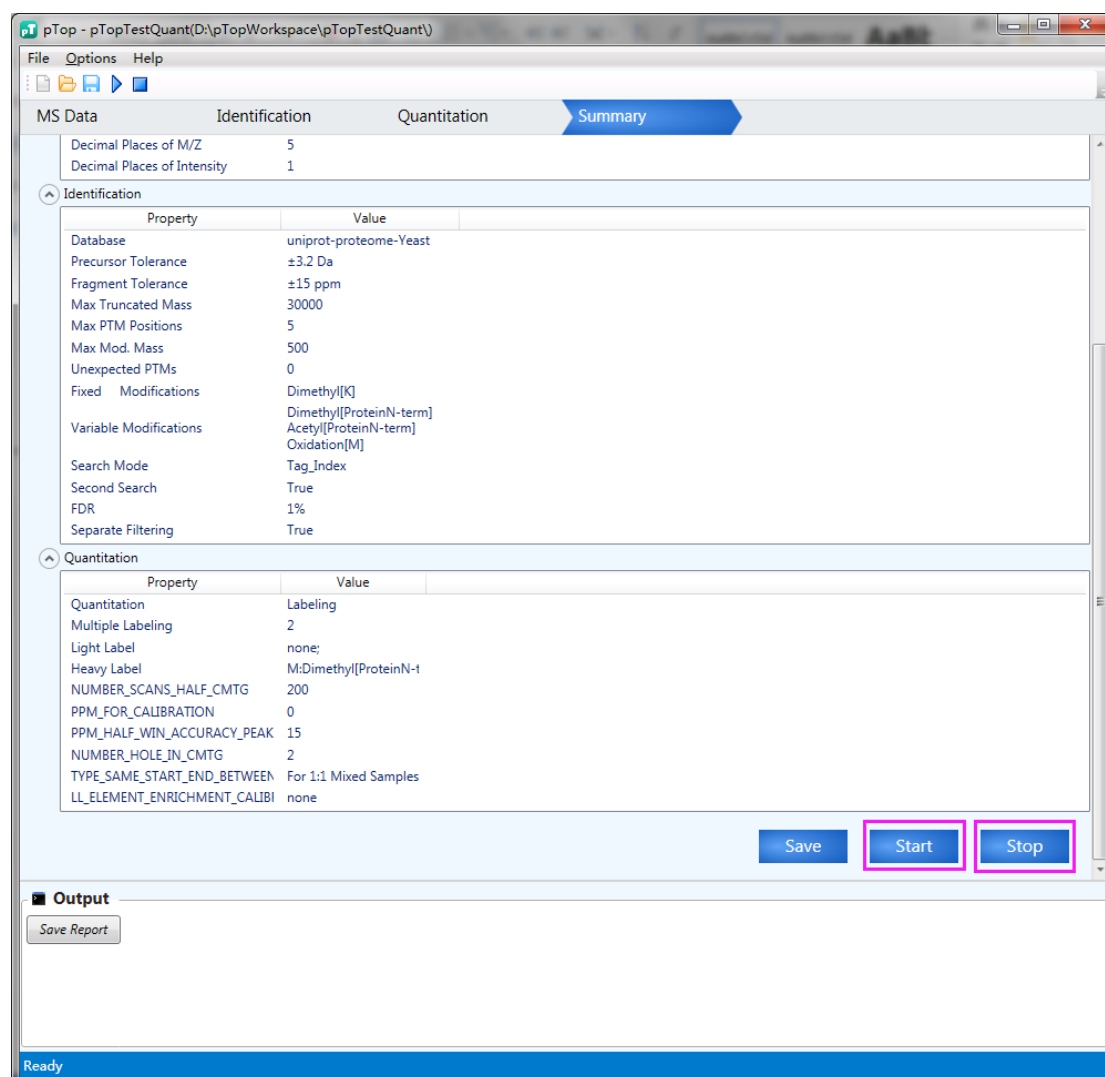 pTop - pTopTestQuant(D:\pTopWorkspace\pTopTestQuant\)
File Options Help
MS Data Identification Quantitation Summary
Decimal Places of M/Z 5
Decimal Places of Intensity 1
Identification
Property Value
Database uniprot-proteome-Yeast
Precursor Tolerance ±3.2 Da
Fragment Tolerance ±15 ppm
Max Truncated Mass 30000
Max PTM Positions 5
Max Mod. Mass 500
Unexpected PTMs 0
Fixed Modifications Dimethyl[K]
Dimethyl[ProteinN-term]
Variable Modifications Acetyl[ProteinN-term]
Oxidation[M]
Search Mode Tag_Index
Second Search True
FDR 1%
Separate Filtering True
Quantitation
Property Value
Quantitation Labeling
Multiple Labeling 2
Light Label none;
Heavy Label M:Dimethyl[ProteinN-t
NUMBER_SCANS_HALF_CMTG 200
PPM_FOR_CALIBRATION 0
PPM_HALF_WIN_ACCURACY_PEAK 15
NUMBER_HOLE_IN_CMTG 2
TYPE_SAME_START_END_BETWEEN For 1:1 Mixed Samples
LL_ELEMENT_ENRICHMENT_CALIBI none
Save Start Stop
Output
Save Report
Ready